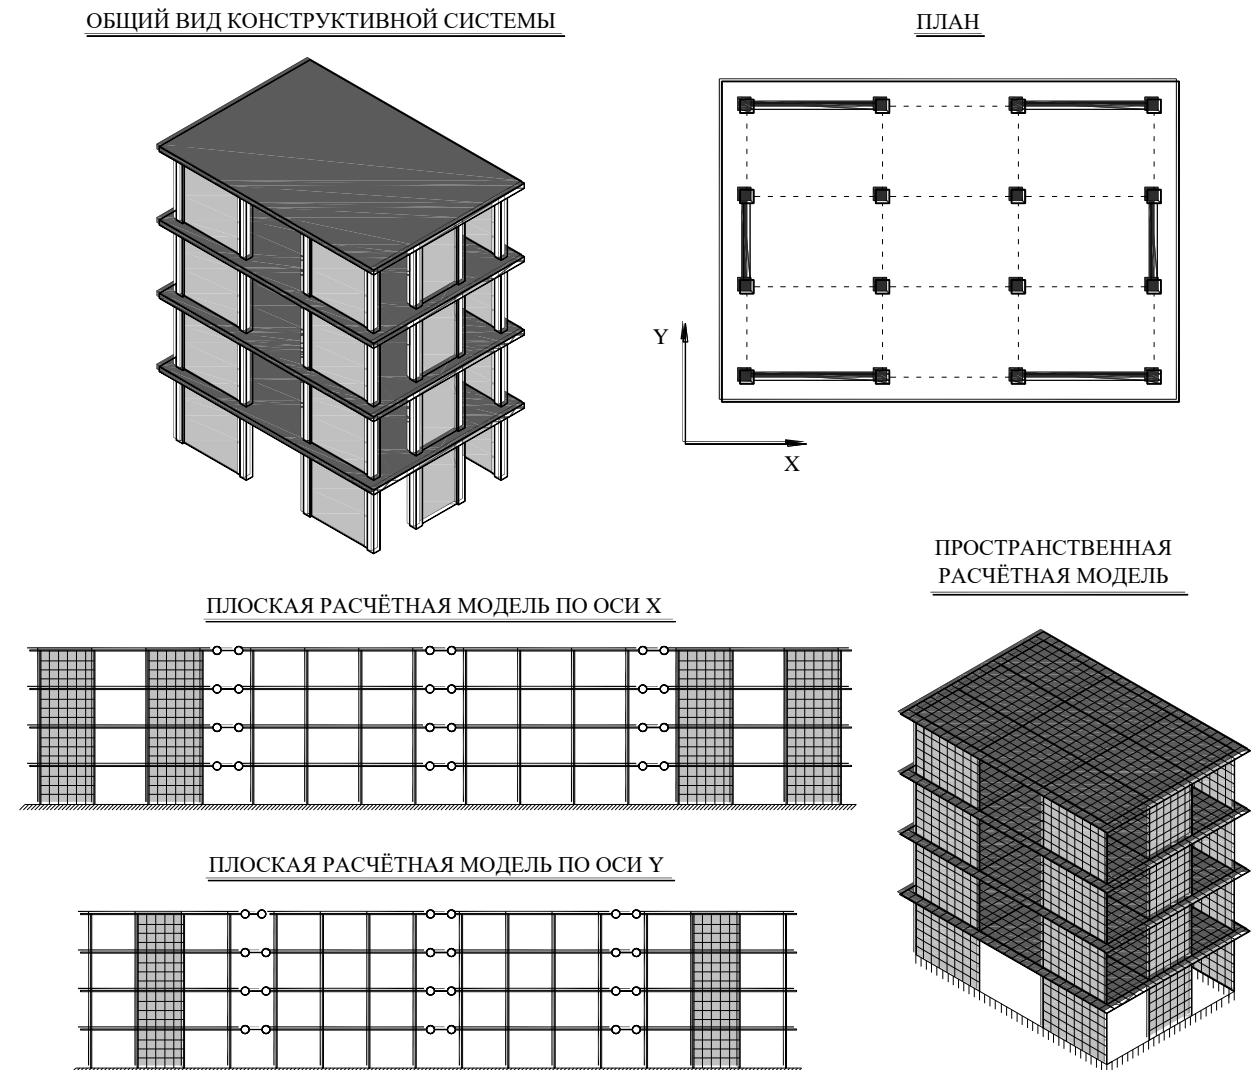 ОБЩИЙ ВИД КОНСТРУКТИВНОЙ СИСТЕМЫ
ПЛАН
Y
X
ПРОСТРАНСТВЕННАЯ
РАСЧЁТНАЯ МОДЕЛЬ
ПЛОСКАЯ РАСЧЁТНАЯ МОДЕЛЬ ПО ОСИ X
ПЛОСКАЯ РАСЧЁТНАЯ МОДЕЛЬ ПО ОСИ Y